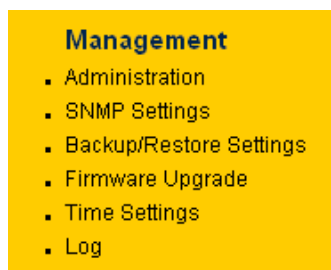 Management
Administration
SNMP Settings
Backup/Restore Settings
Firmware Upgrade
Time Settings
Log